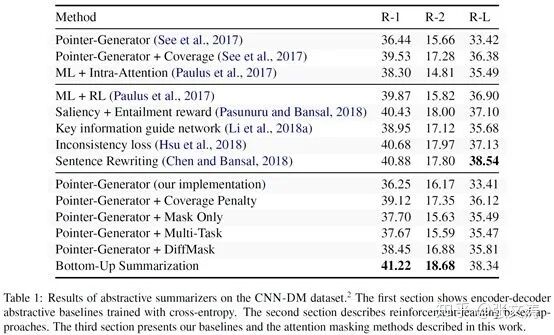 Method R-1 R-2 R-L
Pointer-Generator (See et al., 2017) 36.44 15.66 33.42
Pointer-Generator + Coverage (See et al., 2017) 39.53 17.28 36.38
ML + Intra-Attention (Paulus et al., 2017) 38.30 14.81 35.49
ML + RL (Paulus et al., 2017) 39.87 15.82 36.90
Saliency + Entailment reward (Pasunuru and Bansal, 2018) 40.43 18.00 37.10
Key information guide network (Li et al., 2018a) 38.95 17.12 35.68
Inconsistency loss (Hsu et al., 2018) 40.68 17.97 37.13
Sentence Rewriting (Chen and Bansal, 2018) 40.88 17.80 38.54
Pointer-Generator (our implementation) 36.25 16.17 33.41
Pointer-Generator + Coverage Penalty 39.12 17.35 36.12
Pointer-Generator + Mask Only 37.70 15.63 35.49
Pointer-Generator + Multi-Task 37.67 15.59 35.47
Pointer-Generator + DiffMask 38.45 16.88 35.81
Bottom-Up Summarization 41.22 18.68 38.34
Table 1: Results of abstractive summarizers on the CNN-DM dataset.2 The first section shows encoder-decoder
abstractive baselines trained with cross-entropy. The second section describes reinforcement-learning based ap-
proaches. The third section presents our baselines and the attention masking methods described in this work.